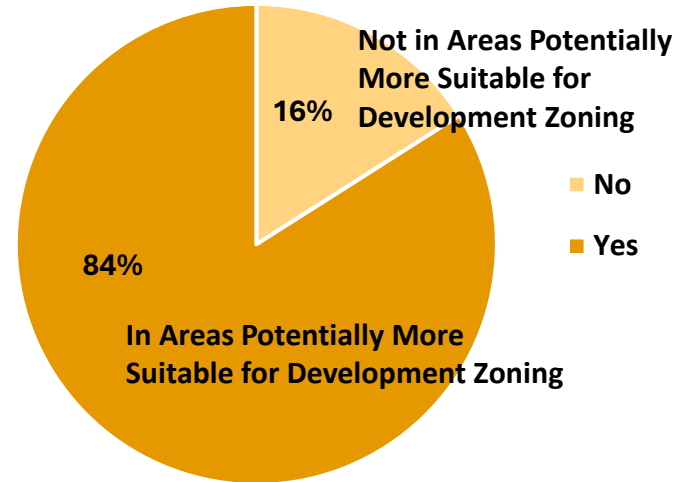 Not in Areas Potentially
More Suitable for
Development Zoning
16%
No
Yes
84%
In Areas Potentially More
Suitable for Development Zoning